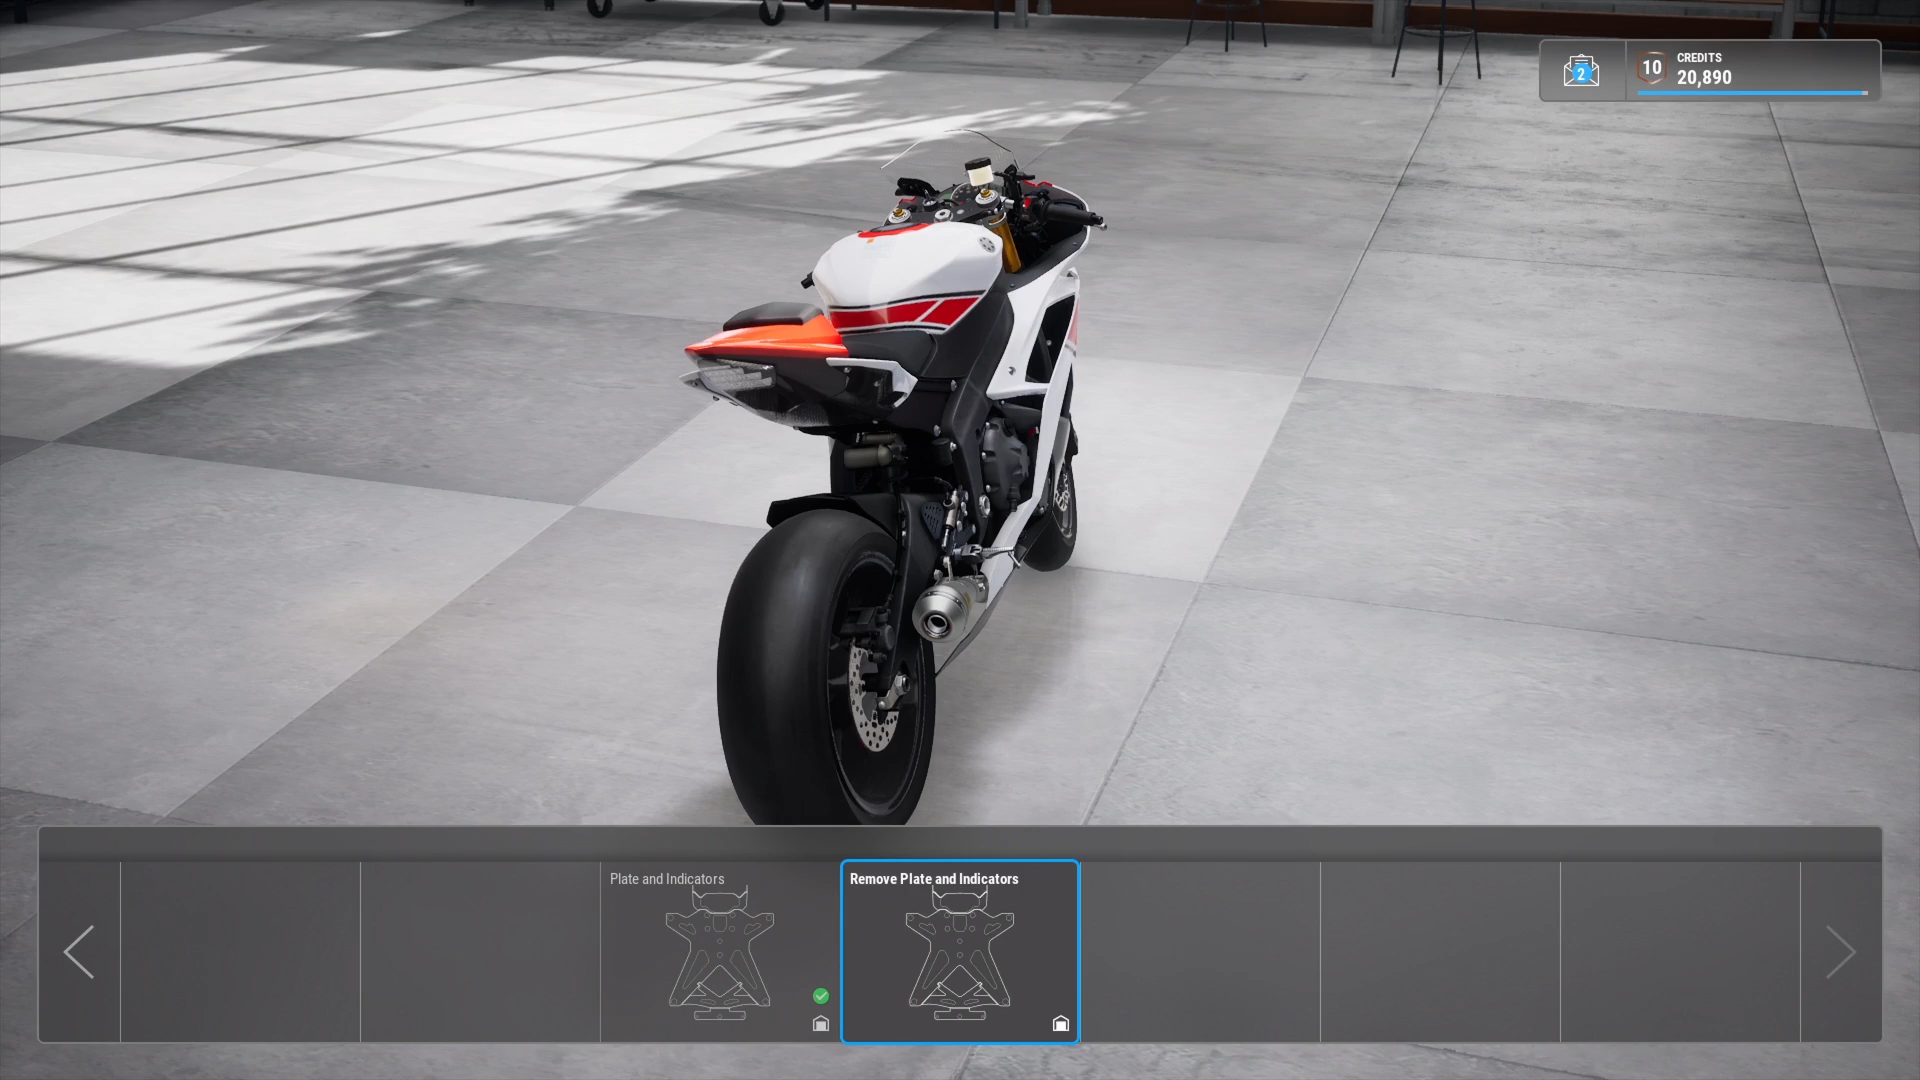 2
10
CREDITS
20,890
Plate and Indicators
Remove Plate and Indicators